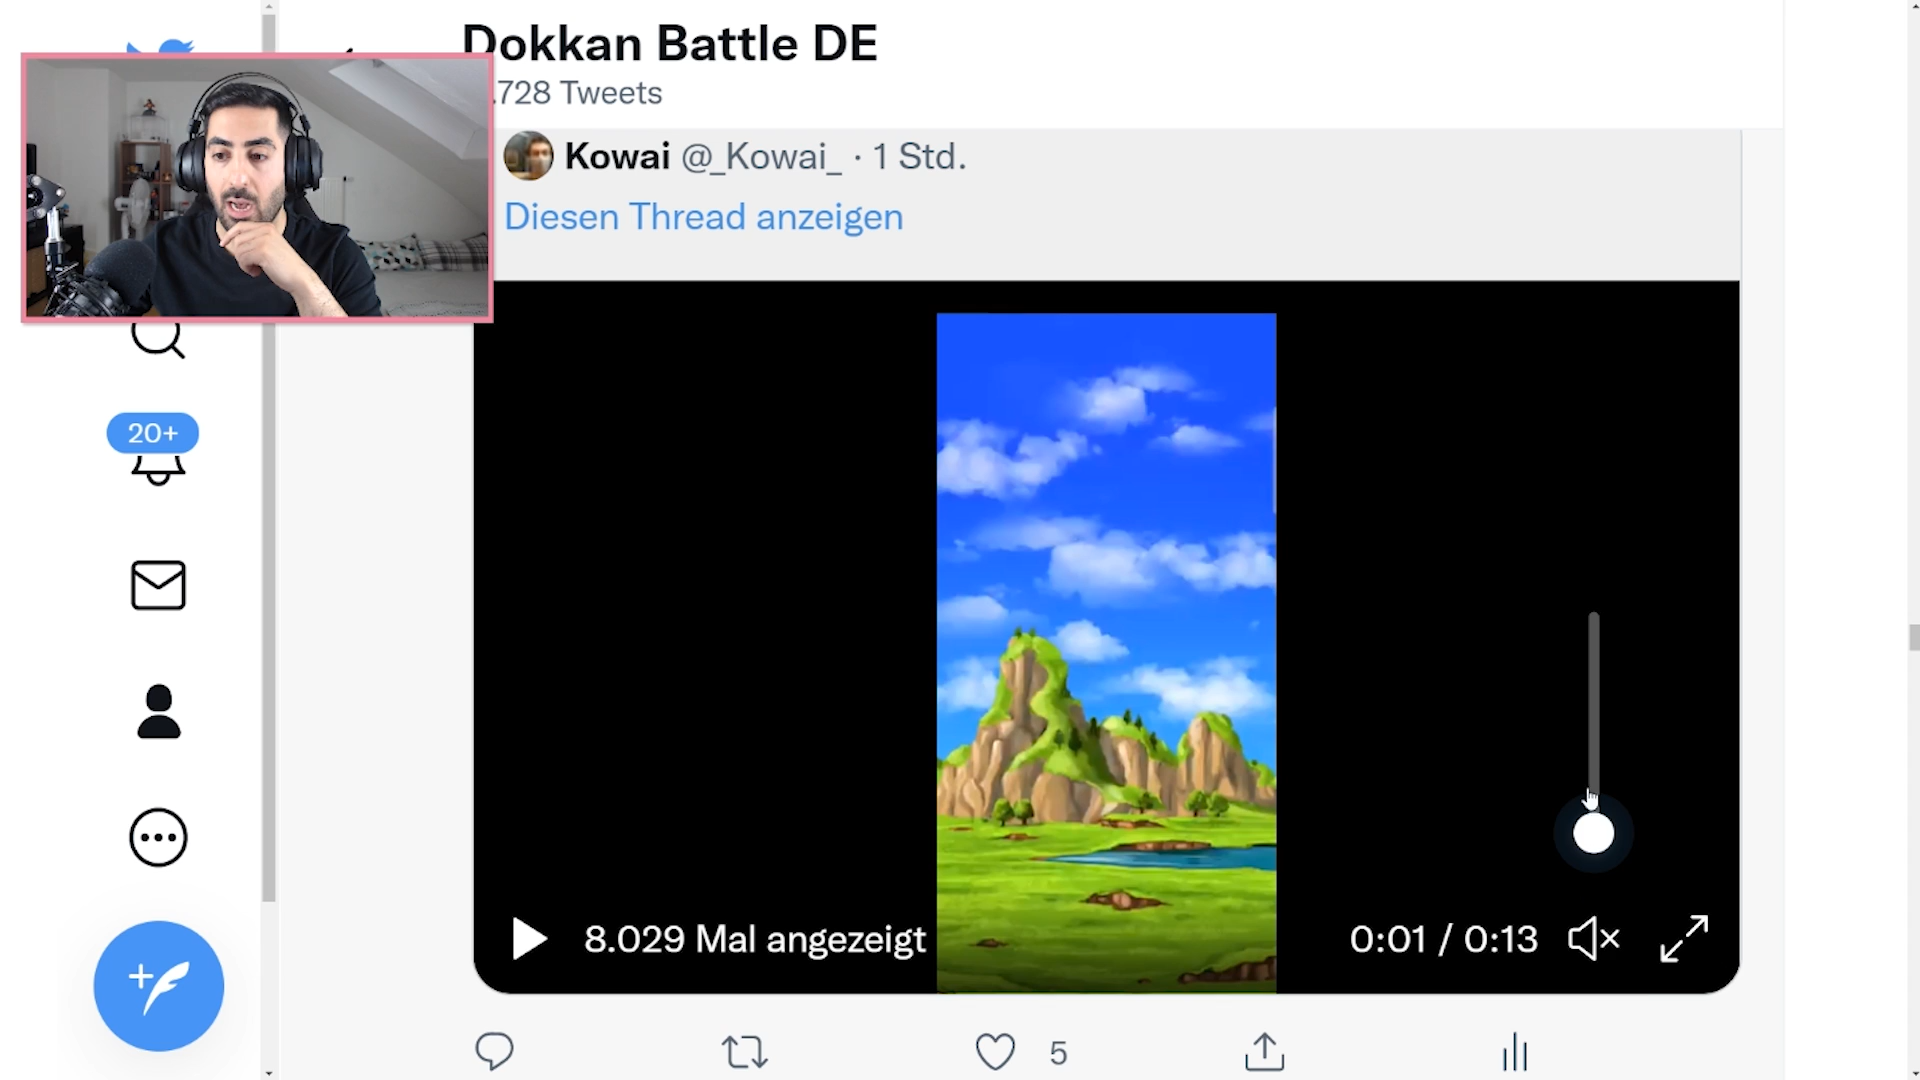 Dokkan Battle DE
.728 Tweets
Kowai @_Kowai_ · 1 Std.
Diesen Thread anzeigen
20+
8.029 Mal angezeigt
0:01 / 0:13
5